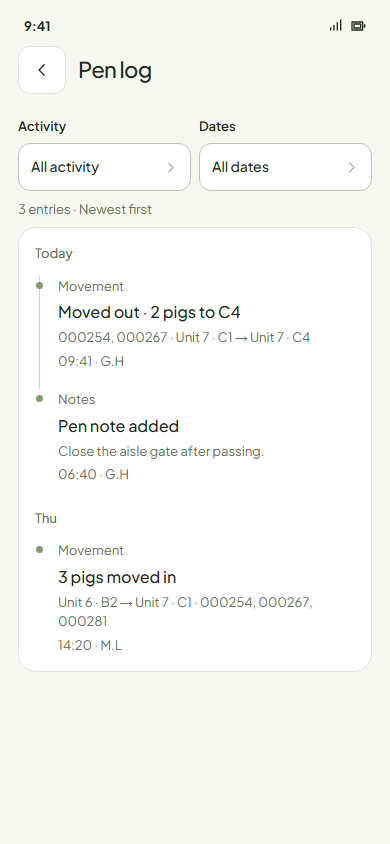 9:41
Pen log
Activity
Dates
All activity
All dates
3 entries · Newest first
Today
Movement
Moved out · 2 pigs to C4
000254, 000267 · Unit 7 · C1 → Unit 7 · C4
09:41 · G.H
Notes
Pen note added
Close the aisle gate after passing.
06:40 · G.H
Thu
Movement
3 pigs moved in
Unit 6 · B2 → Unit 7 · C1 · 000254, 000267,
000281
14:20 · M.L